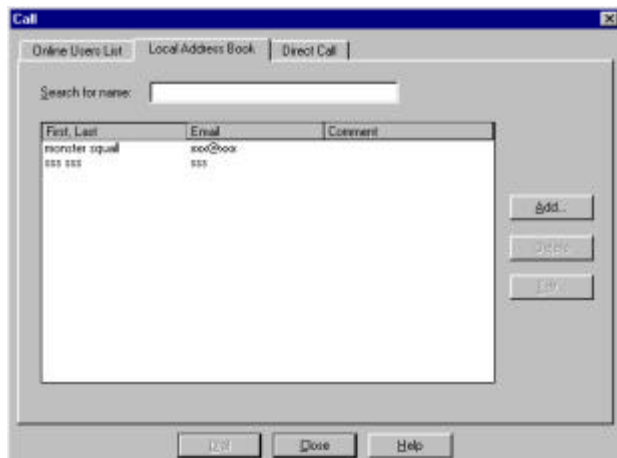 Call
Online Users List Local Address Book Direct Call
Search for name:
First, Last Email Comment
monster squall xxx@xxx
sss sss sss
Add...
Delete
Edit...
Dial Close Help